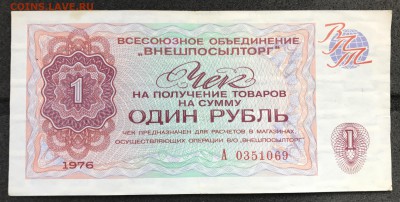 COINS.LAVE.RU
ВСЕСОЮЗНОЕ ОБЪЕДИНЕНИЕ
„ВНЕШПОСЫЛТОРГ"
ВПТ
Чек
НА ПОЛУЧЕНИЕ ТОВАРОВ
НА СУММУ
1
ОДИН РУБЛЬ
ЧЕК ПРЕДНАЗНАЧЕН ДЛЯ РАСЧЕТОВ В МАГАЗИНАХ,
ОСУЩЕСТВЛЯЮЩИХ ОПЕРАЦИИ В/О „ВНЕШПОСЫЛТОРГ"
1
1976
А 0351069